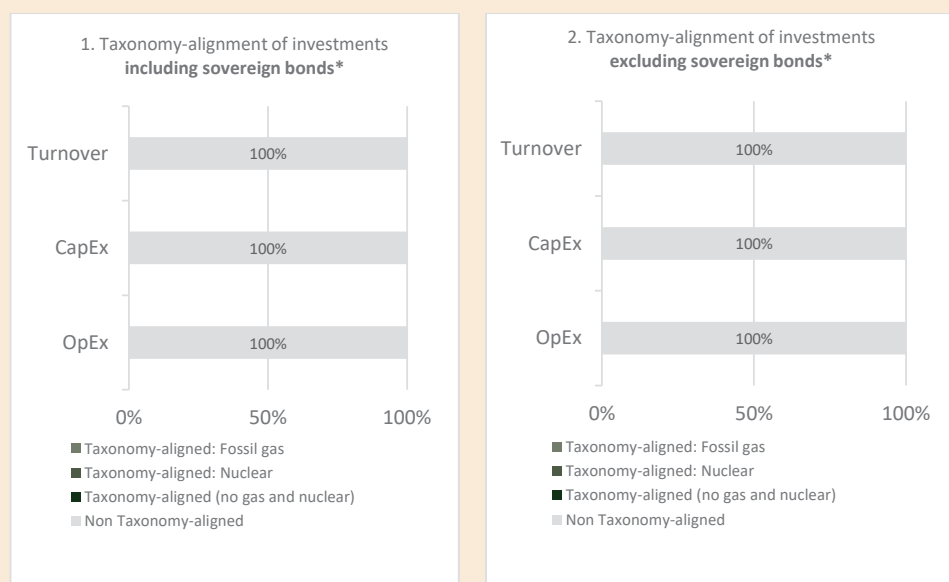 1. Taxonomy-alignment of investments
including sovereign bonds*
Turnover
100%
CapEx
100%
OpEx
100%
0%
50%
100%
Taxonomy-aligned: Fossil gas
Taxonomy-aligned: Nuclear
Taxonomy-aligned (no gas and nuclear)
Non Taxonomy-aligned
2. Taxonomy-alignment of investments
excluding sovereign bonds*
Turnover
100%
CapEx
100%
OpEx
100%
0%
50%
100%
Taxonomy-aligned: Fossil gas
Taxonomy-aligned: Nuclear
Taxonomy-aligned (no gas and nuclear)
Non Taxonomy-aligned